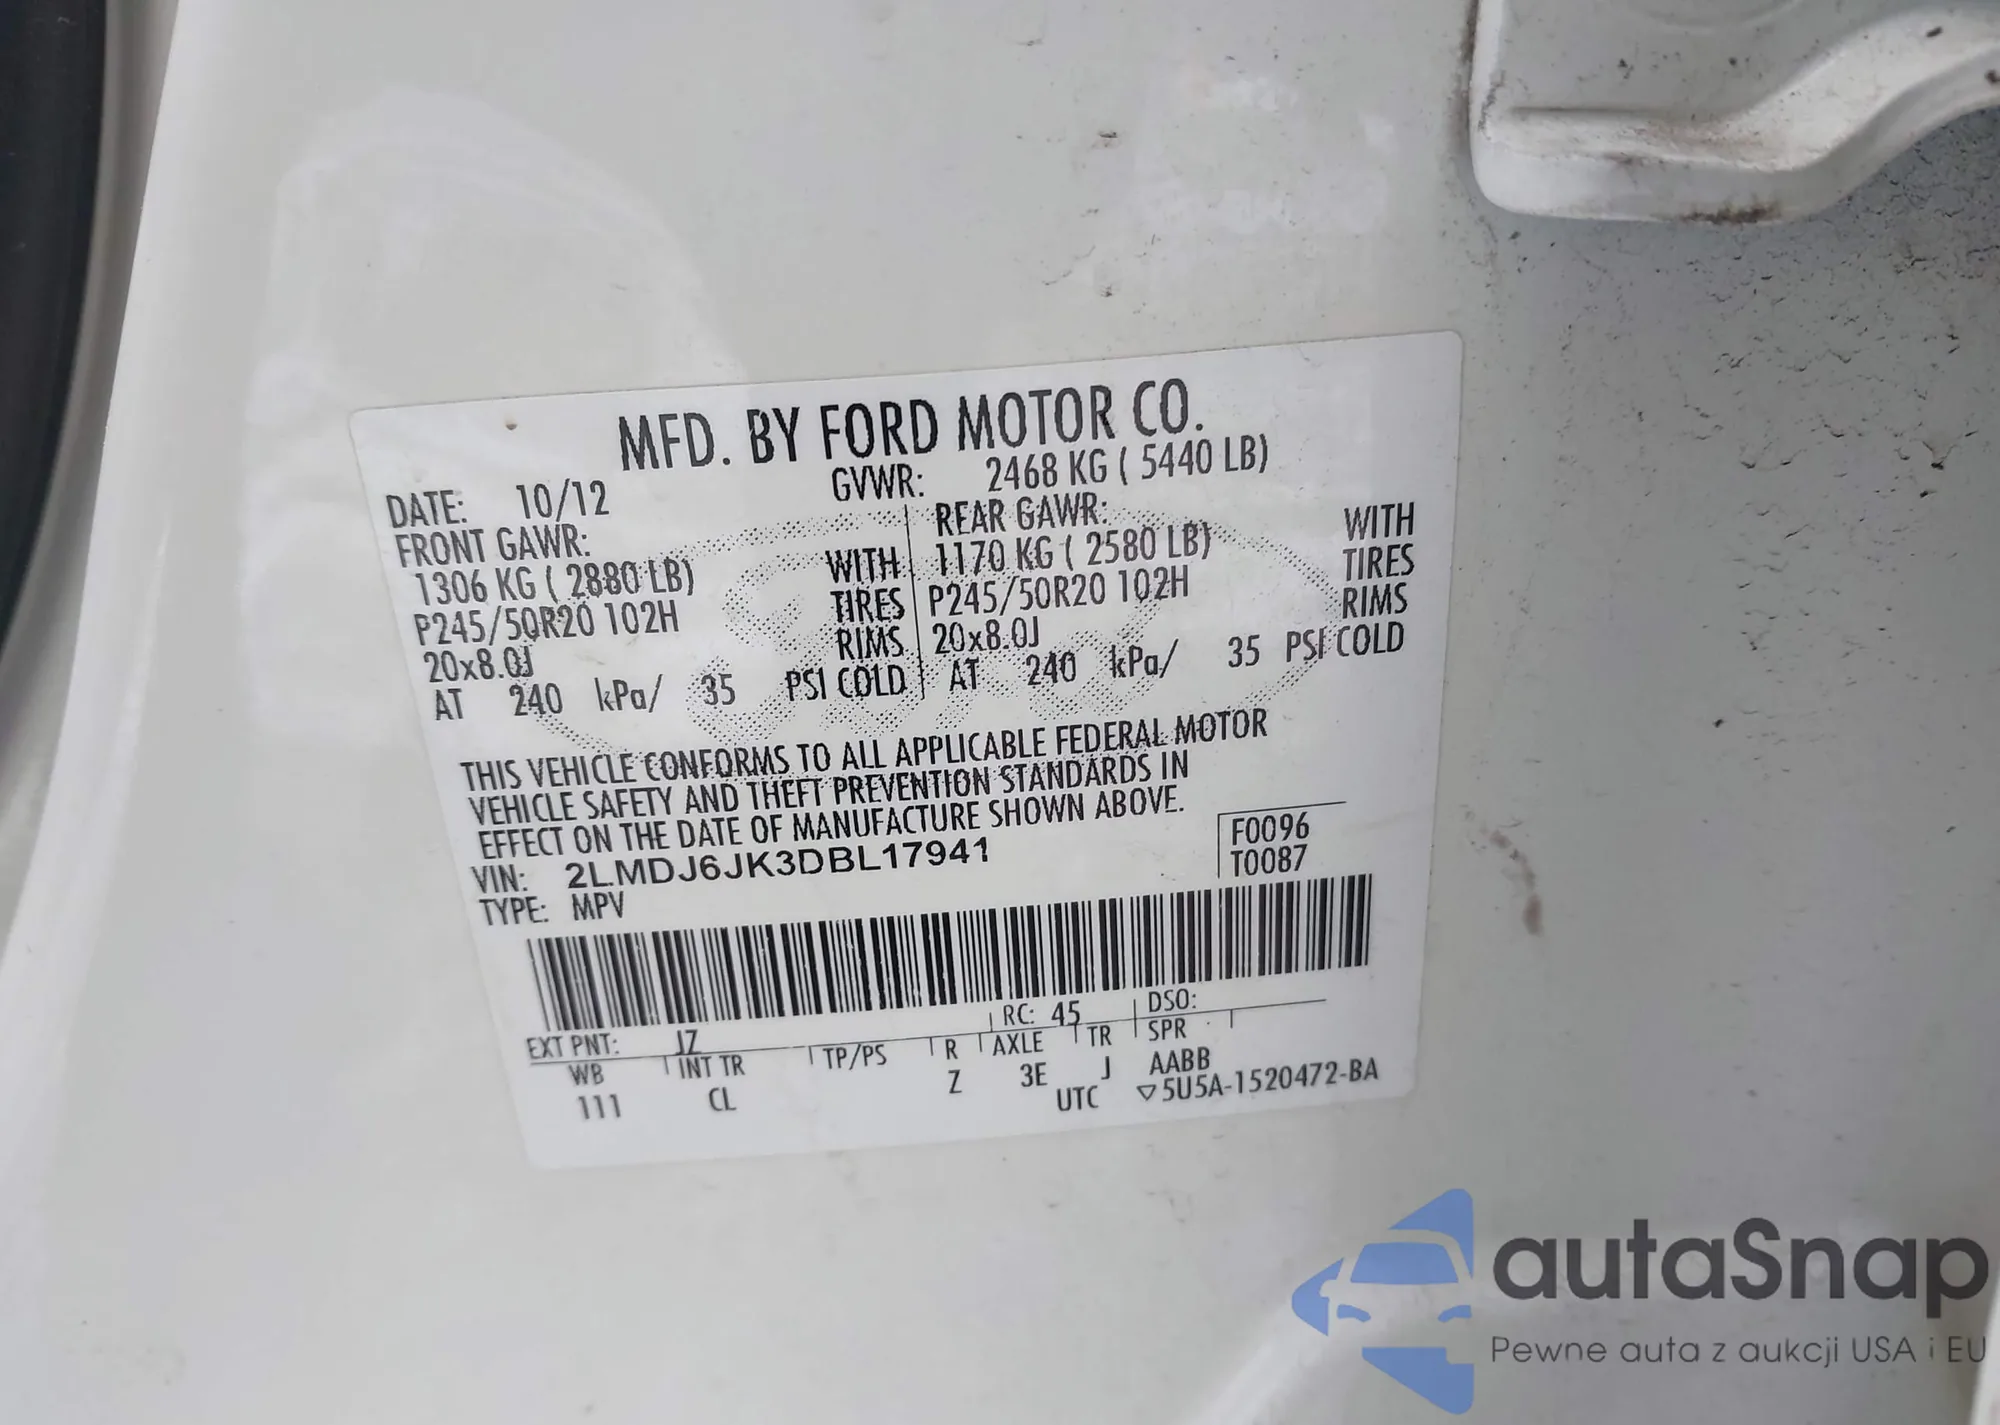 MFD. BY FORD MOTOR CO.
DATE: 10/12 GVWR: 2468 KG ( 5440 LB)
FRONT GAWR: REAR GAWR:
1306 KG ( 2880 LB) WITH 1170 KG ( 2580 LB) WITH
P245/50R20 102H TIRES P245/50R20 102H TIRES
20x8.0J RIMS 20x8.0J RIMS
AT 240 kPa/ 35 PSI COLD AT 240 kPa/ 35 PSI COLD
THIS VEHICLE CONFORMS TO ALL APPLICABLE FEDERAL MOTOR
VEHICLE SAFETY AND THEFT PREVENTION STANDARDS IN
EFFECT ON THE DATE OF MANUFACTURE SHOWN ABOVE.
VIN: 2LMDJ6JK3DBL17941 F0096
TYPE: MPV T0087
EXT PNT: JZ RC: 45 DSO:
WB INT TR TP/PS R AXLE TR SPR
111 CL Z 3E J AABB
UTC ▽5U5A-1520472-BA
autaSnap
Pewne auta z aukcji USA i EU